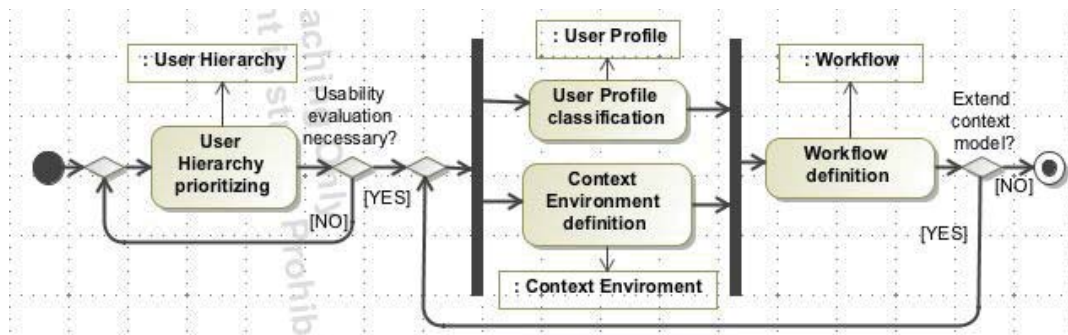 : User Hierarchy
Usability
evaluation
necessary?
User
Hierarchy
prioritizing
[NO]
[YES]
: User Profile
User Profile
classification
Context
Environment
definition
: Context Enviroment
: Workflow
Workflow
definition
Extend
context
model?
[NO]
[YES]